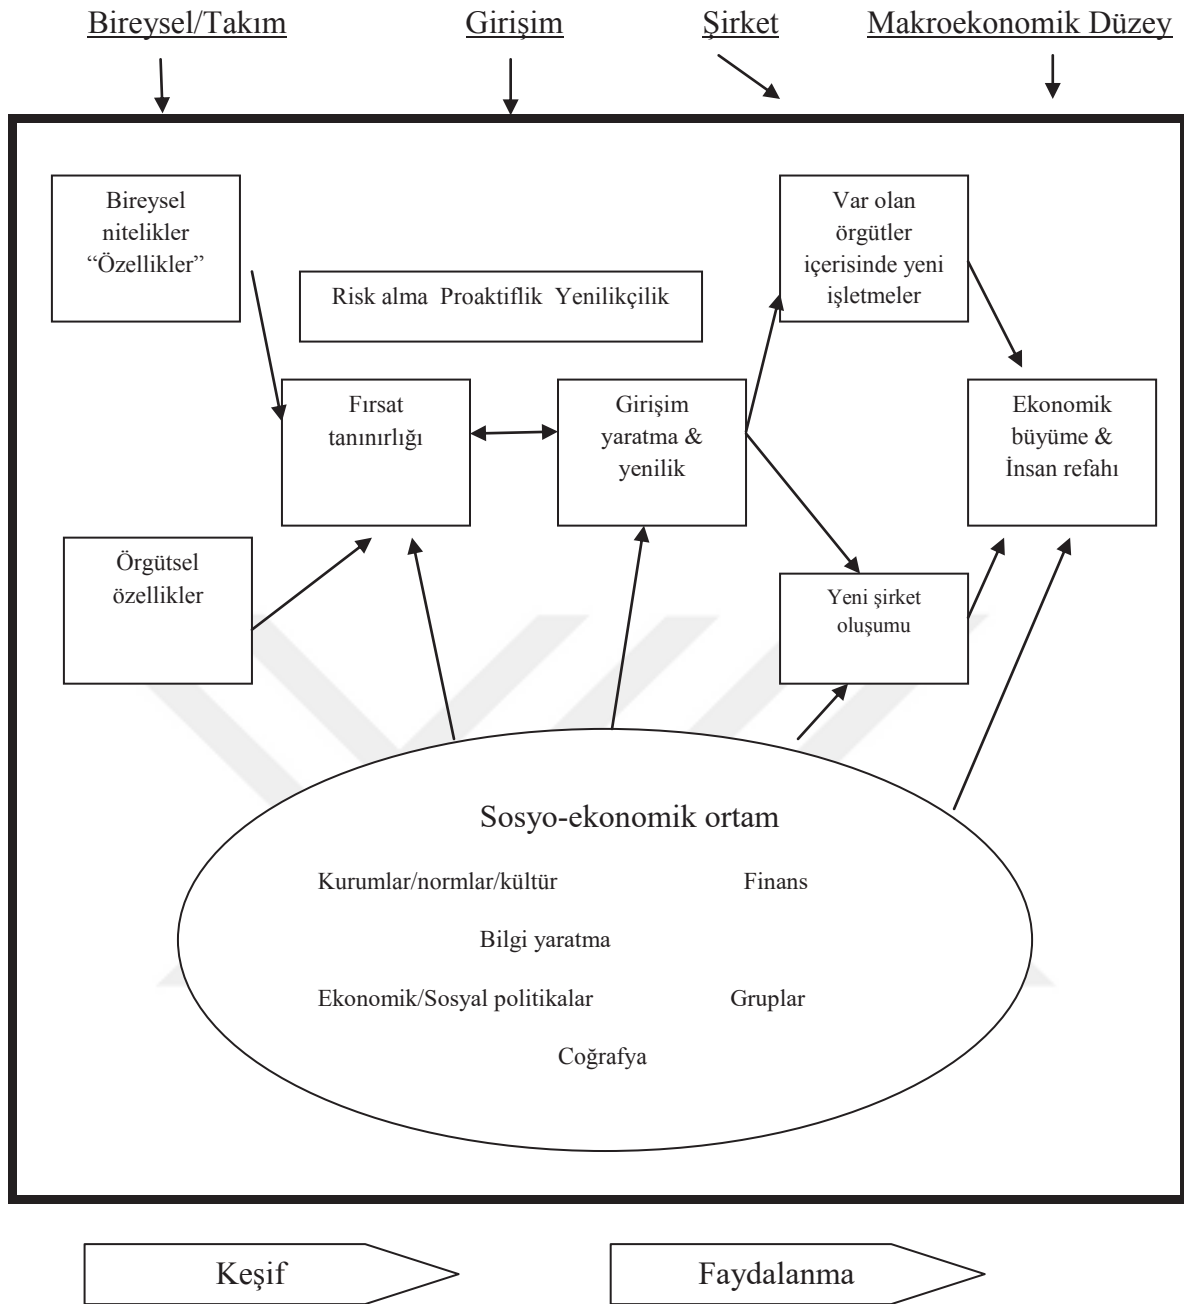 Bireysel/Takım Girişim Şirket Makroekonomik Düzey
Bireysel
nitelikler
“Özellikler”
Risk alma Proaktiflik Yenilikçilik
Var olan
örgütler
içerisinde yeni
işletmeler
Fırsat
tanınırlığı
Girişim
yaratma &
yenilik
Ekonomik
büyüme &
İnsan refahı
Örgütsel
özellikler
Yeni şirket
oluşumu
Sosyo-ekonomik ortam
Kurumlar/normlar/kültür Finans
Bilgi yaratma
Ekonomik/Sosyal politikalar Gruplar
Coğrafya
Keşif Faydalanma